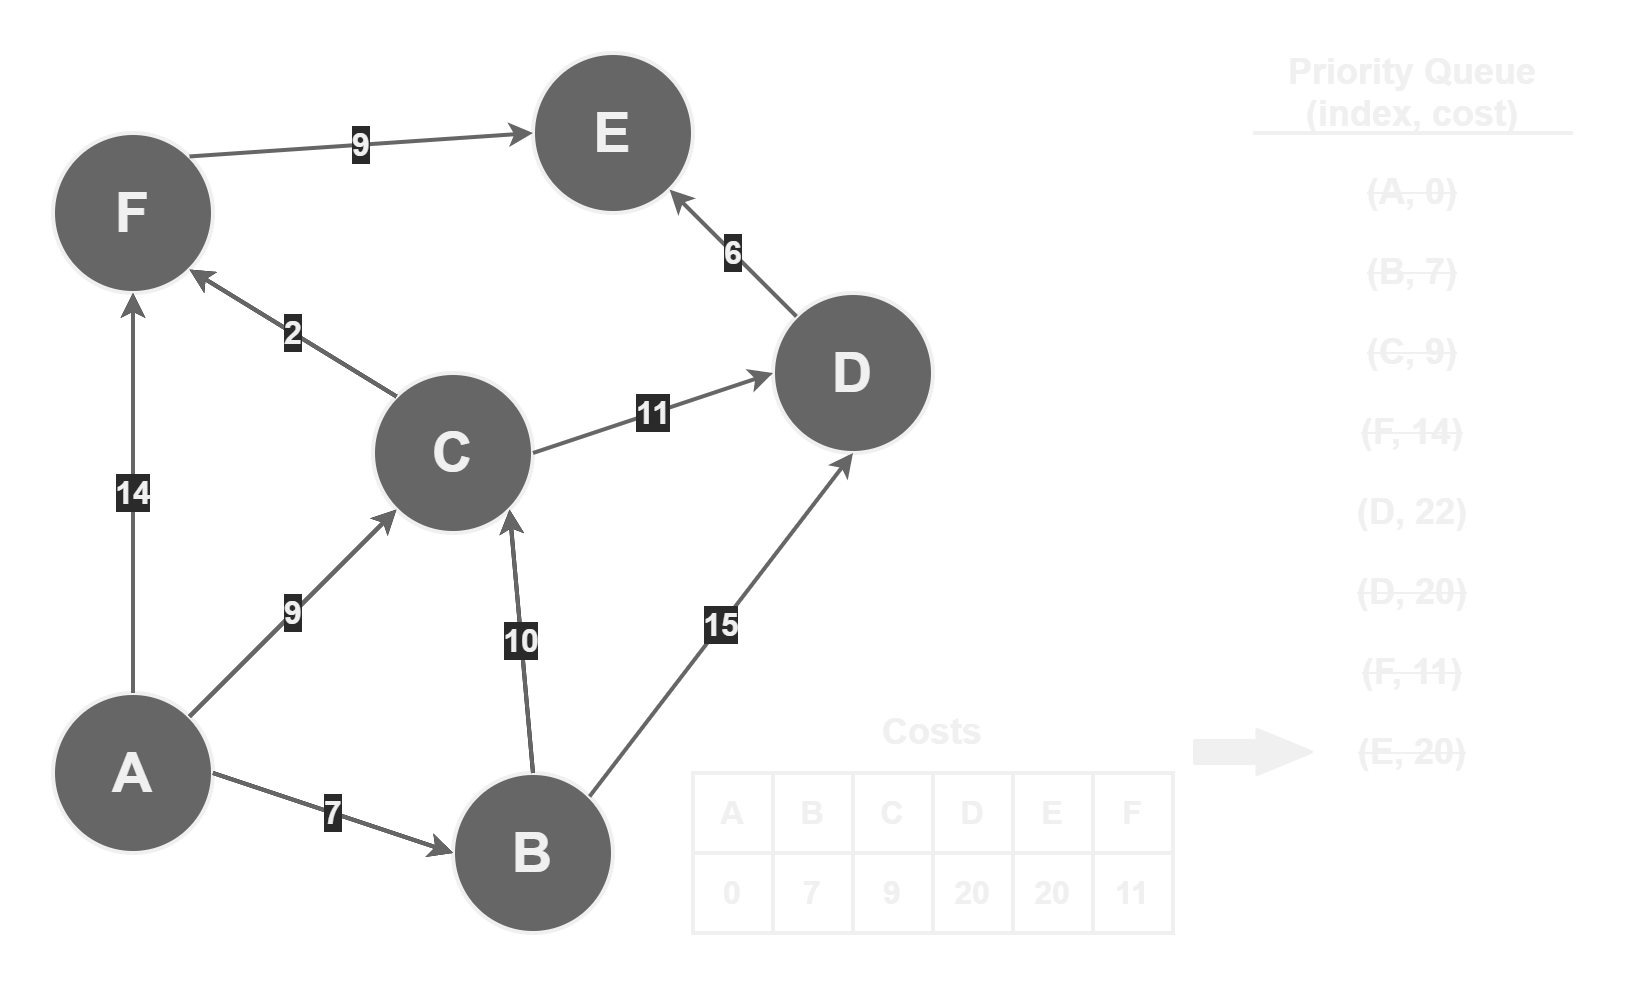 Priority Queue
(index, cost)
E
9
F
(A, 0)
6
(B, 7)
2
(C, 9)
D
11
(F, 14)
C
14
(D, 22)
9
10
15
(D, 20)
(F, 11)
A
Costs
(E, 20)
7
B
A B C D E F
0 7 9 20 20 11